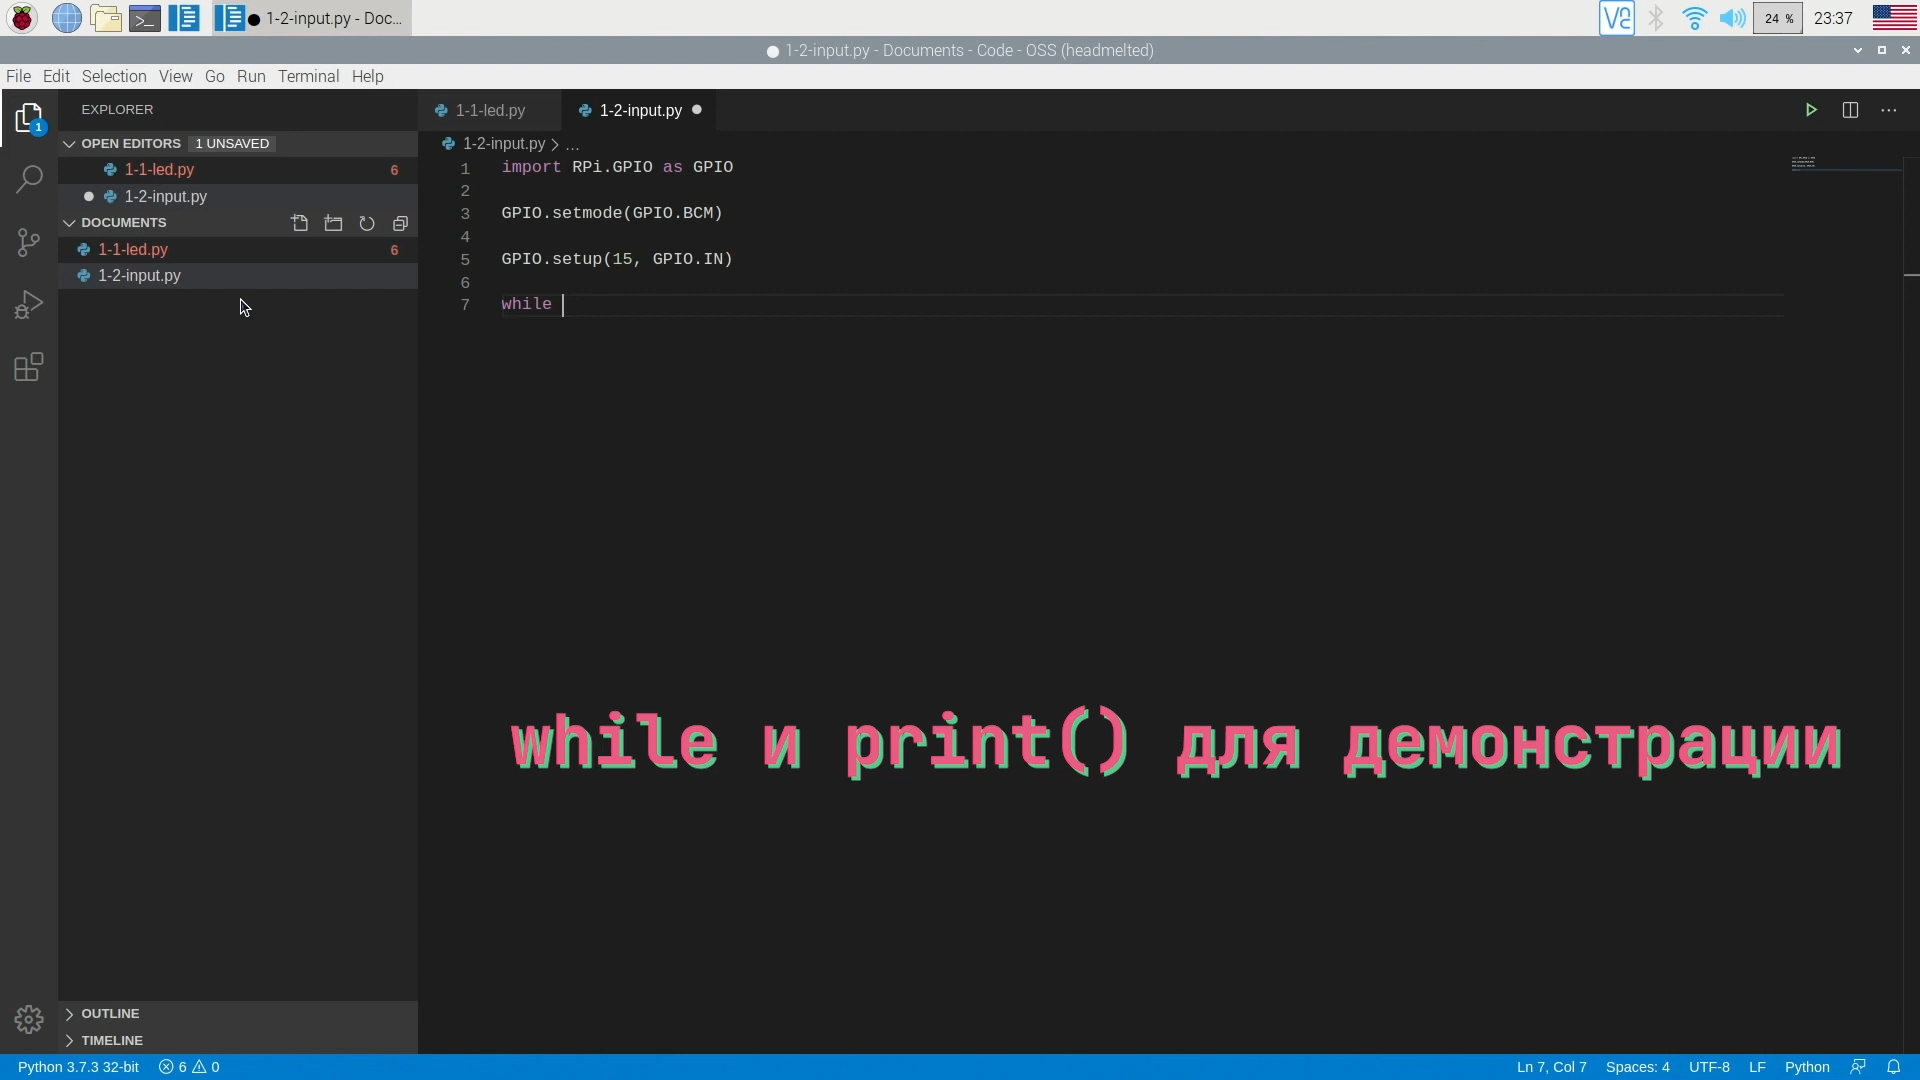 1-2-input.py - Doc...
24 %
23:37
1-2-input.py - Documents - Code - OSS (headmelted)
File Edit Selection View Go Run Terminal Help
EXPLORER
OPEN EDITORS 1 UNSAVED
1-1-led.py 6
1-2-input.py
DOCUMENTS
1-1-led.py 6
1-2-input.py
1
OUTLINE
TIMELINE
1-1-led.py
1-2-input.py
1-2-input.py > ...
1 import RPi.GPIO as GPIO
2
3 GPIO.setmode(GPIO.BCM)
4
5 GPIO.setup(15, GPIO.IN)
6
7 while
while и print() для демонстрации
Python 3.7.3 32-bit
6 0
Ln 7, Col 7
Spaces: 4
UTF-8
LF
Python